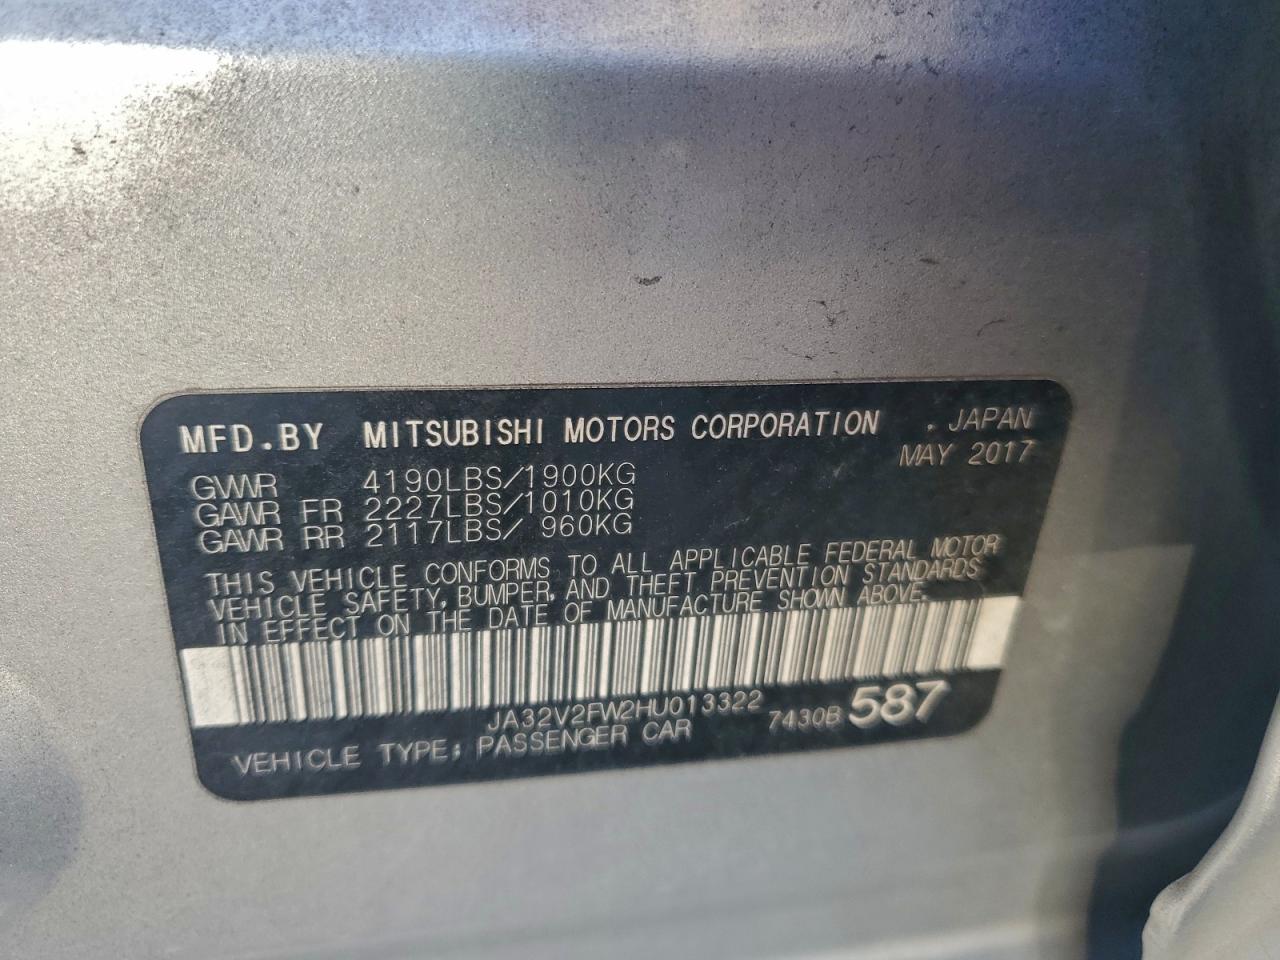 MFD.BY MITSUBISHI MOTORS CORPORATION . JAPAN
MAY 2017
GVWR 4190LBS/1900KG
GAWR FR 2227LBS/1010KG
GAWR RR 2117LBS/ 960KG
THIS VEHICLE CONFORMS TO ALL APPLICABLE FEDERAL MOTOR
VEHICLE SAFETY, BUMPER, AND THEFT PREVENTION STANDARDS
IN EFFECT ON THE DATE OF MANUFACTURE SHOWN ABOVE.
JA32V2FW2HU013322 7430B 587
VEHICLE TYPE: PASSENGER CAR